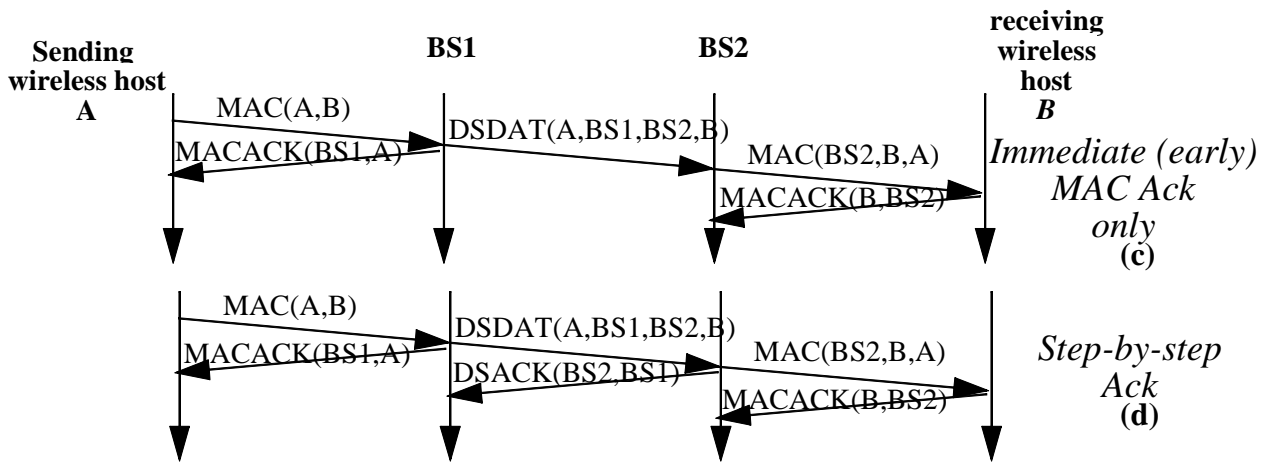 Sending
wireless host
A
BS1
BS2
receiving
wireless
host
B
MAC(A,B)
DSDAT(A,BS1,BS2,B)
MACACK(BS1,A)
MAC(BS2,B,A)
MACACK(B,BS2)
Immediate (early)
MAC Ack
only
(c)
MAC(A,B)
DSDAT(A,BS1,BS2,B)
MACACK(BS1,A)
MAC(BS2,B,A)
DSACK(BS2,BS1)
MACACK(B,BS2)
Step-by-step
Ack
(d)